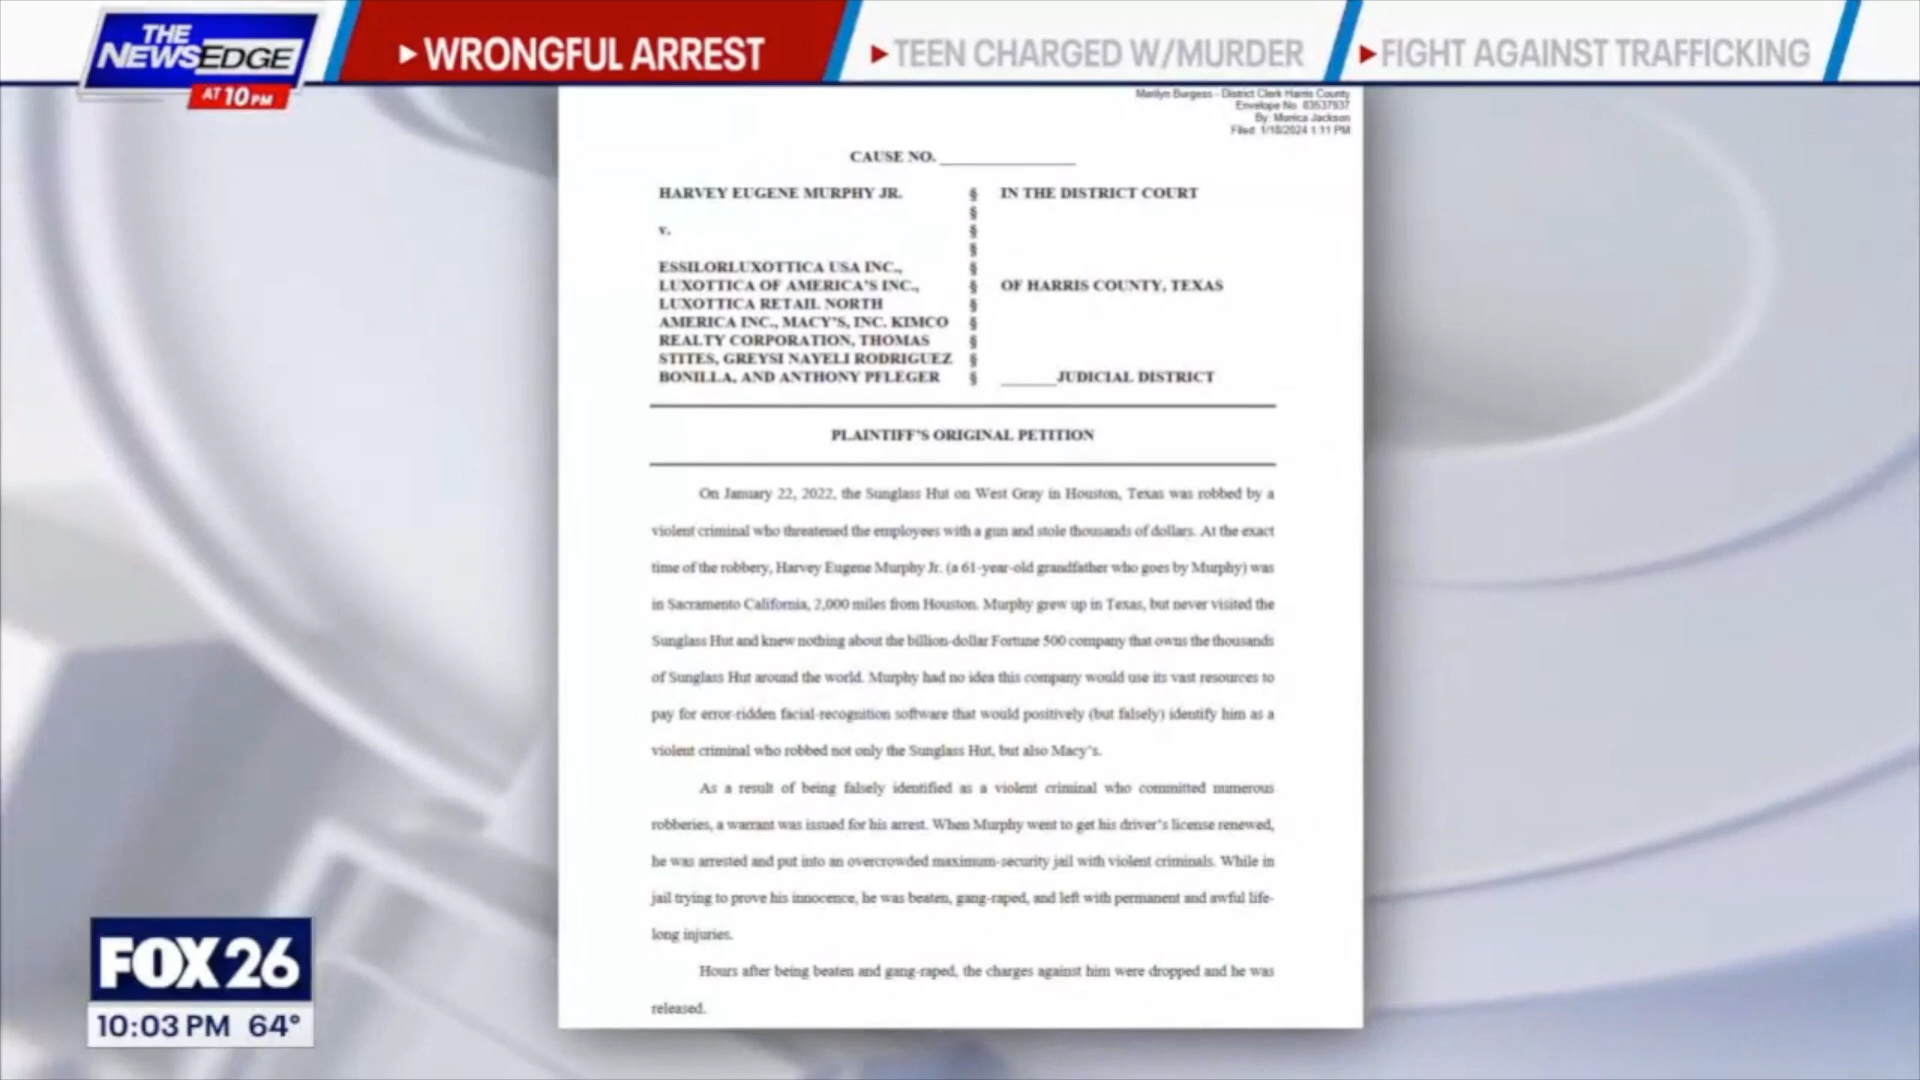 THE
NEWSEDGE
AT 10 PM
WRONGFUL ARREST
TEEN CHARGED W/MURDER
FIGHT AGAINST TRAFFICKING
Marilyn Burgess - District Clerk Harris County
Envelope No. 83537937
By: Monica Jackson
Filed: 1/18/2024 1:11 PM
CAUSE NO. ________________
HARVEY EUGENE MURPHY JR. § IN THE DISTRICT COURT
§
v. §
§
ESSILORLUXOTTICA USA INC., §
LUXOTTICA OF AMERICA'S INC., § OF HARRIS COUNTY, TEXAS
LUXOTTICA RETAIL NORTH §
AMERICA INC., MACY'S, INC. KIMCO §
REALTY CORPORATION, THOMAS §
STITES, GREYSI NAYELI RODRIGUEZ §
BONILLA, AND ANTHONY PFLEGER § _______JUDICIAL DISTRICT
PLAINTIFF'S ORIGINAL PETITION
On January 22, 2022, the Sunglass Hut on West Gray in Houston, Texas was robbed by a
violent criminal who threatened the employees with a gun and stole thousands of dollars. At the exact
time of the robbery, Harvey Eugene Murphy Jr. (a 61-year-old grandfather who goes by Murphy) was
in Sacramento California, 2,000 miles from Houston. Murphy grew up in Texas, but never visited the
Sunglass Hut and knew nothing about the billion-dollar Fortune 500 company that owns the thousands
of Sunglass Hut around the world. Murphy had no idea this company would use its vast resources to
pay for error-ridden facial-recognition software that would positively (but falsely) identify him as a
violent criminal who robbed not only the Sunglass Hut, but also Macy's.
As a result of being falsely identified as a violent criminal who committed numerous
robberies, a warrant was issued for his arrest. When Murphy went to get his driver's license renewed,
he was arrested and put into an overcrowded maximum-security jail with violent criminals. While in
jail trying to prove his innocence, he was beaten, gang-raped, and left with permanent and awful life-
long injuries.
Hours after being beaten and gang-raped, the charges against him were dropped and he was
released.
FOX 26
10:03 PM 64°